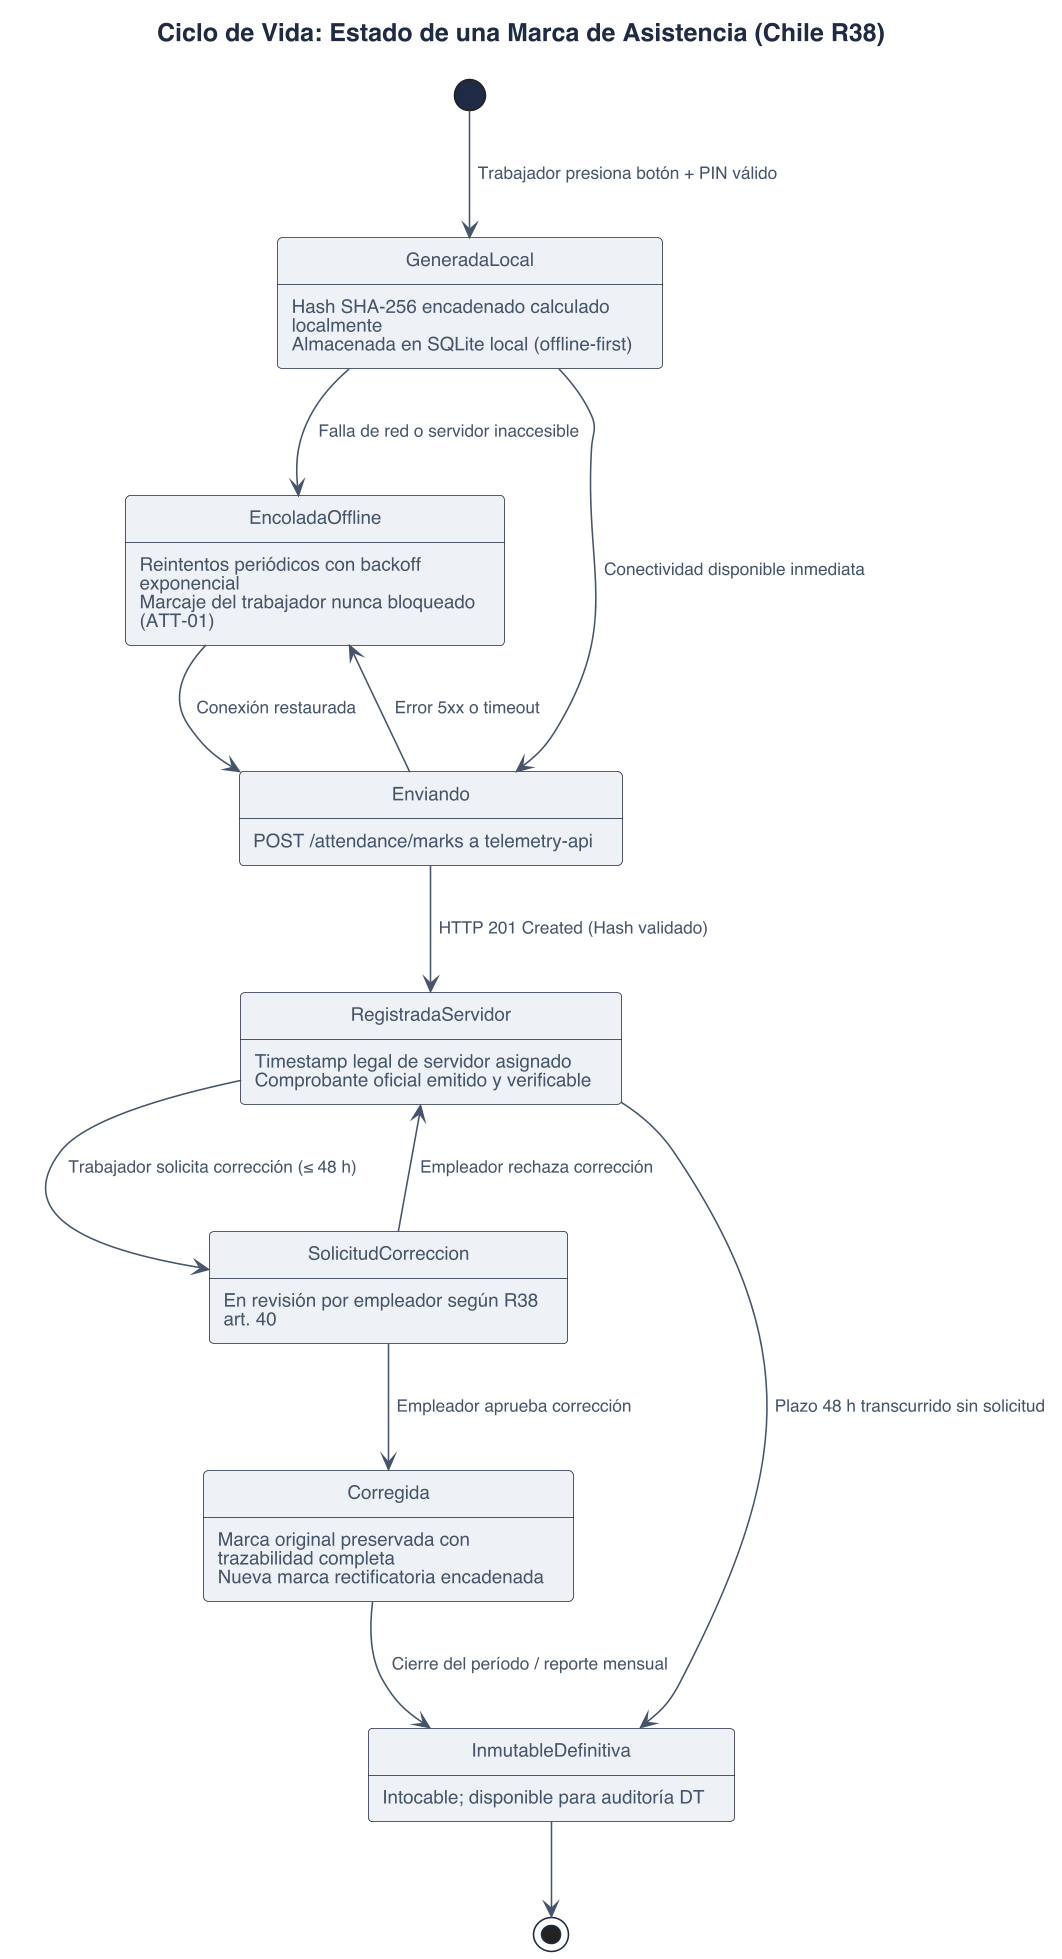 Ciclo de Vida: Estado de una Marca de Asistencia (Chile R38)
Trabajador presiona botón + PIN válido
GeneradaLocal
Hash SHA-256 encadenado calculado
localmente
Almacenada en SQLite local (offline-first)
Falla de red o servidor inaccesible
EncoladaOffline
Reintentos periódicos con backoff
exponencial
Marcaje del trabajador nunca bloqueado
(ATT-01)
Conectividad disponible inmediata
Conexión restaurada
Error 5xx o timeout
Enviando
POST /attendance/marks a telemetry-api
HTTP 201 Created (Hash validado)
RegistradaServidor
Timestamp legal de servidor asignado
Comprobante oficial emitido y verificable
Trabajador solicita corrección (≤ 48 h)
Empleador rechaza corrección
SolicitudCorreccion
En revisión por empleador según R38
art. 40
Empleador aprueba corrección
Plazo 48 h transcurrido sin solicitud
Corregida
Marca original preservada con
trazabilidad completa
Nueva marca rectificatoria encadenada
Cierre del período / reporte mensual
InmutableDefinitiva
Intocable; disponible para auditoría DT